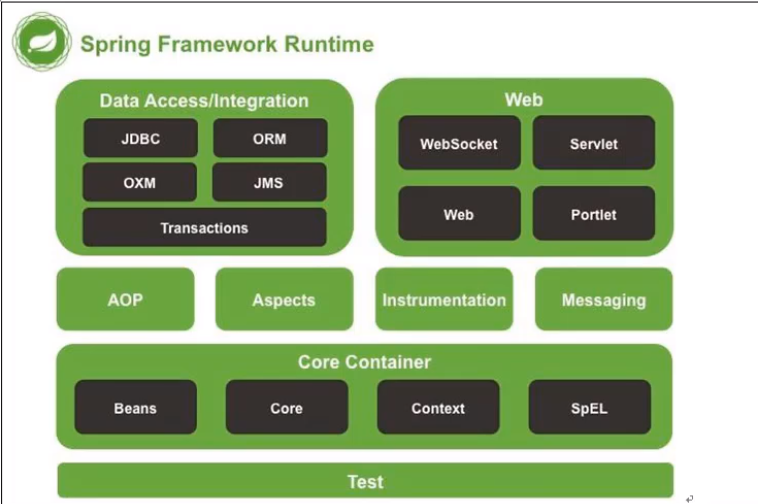 Spring Framework Runtime
Data Access/Integration
JDBC ORM
OXM JMS
Transactions
Web
WebSocket Servlet
Web Portlet
AOP Aspects Instrumentation Messaging
Core Container
Beans Core Context SpEL
Test